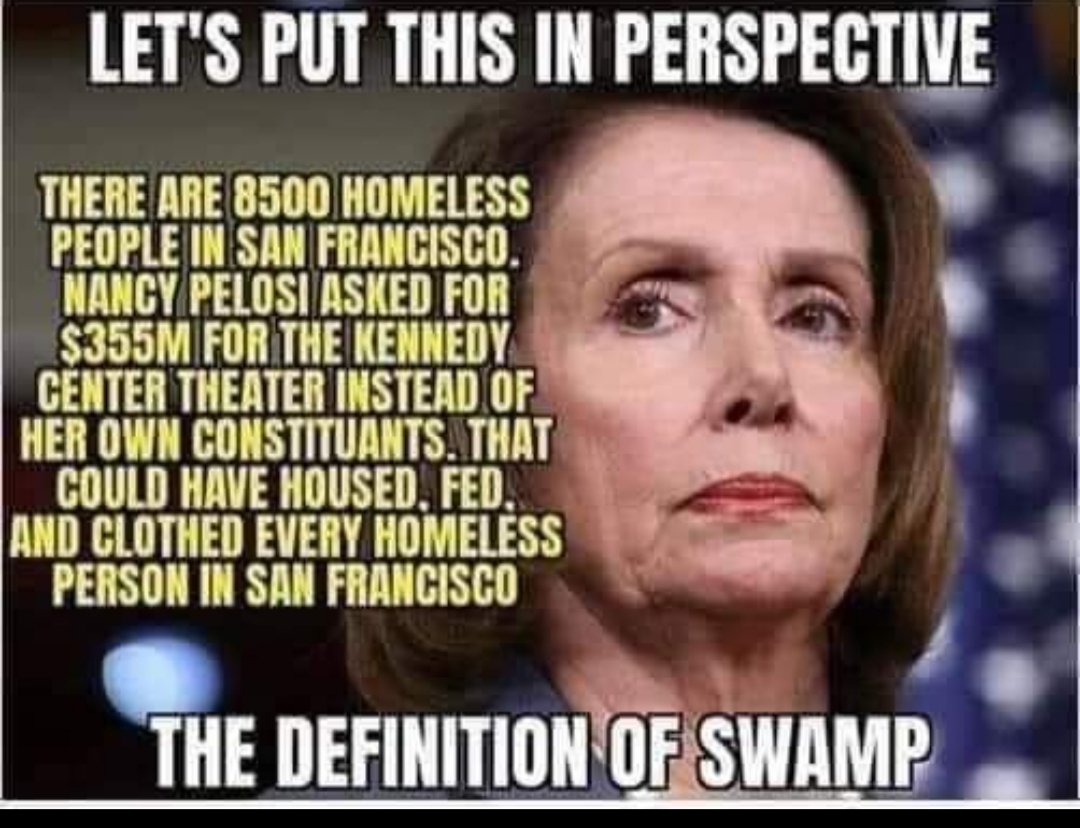 LET'S PUT THIS IN PERSPECTIVE
THERE ARE 8500 HOMELESS
PEOPLE IN SAN FRANCISCO.
NANCY PELOSI ASKED FOR
$355M FOR THE KENNEDY
CENTER THEATER INSTEAD OF
HER OWN CONSTITUANTS. THAT
COULD HAVE HOUSED, FED,
AND CLOTHED EVERY HOMELESS
PERSON IN SAN FRANCISCO
THE DEFINITION OF SWAMP